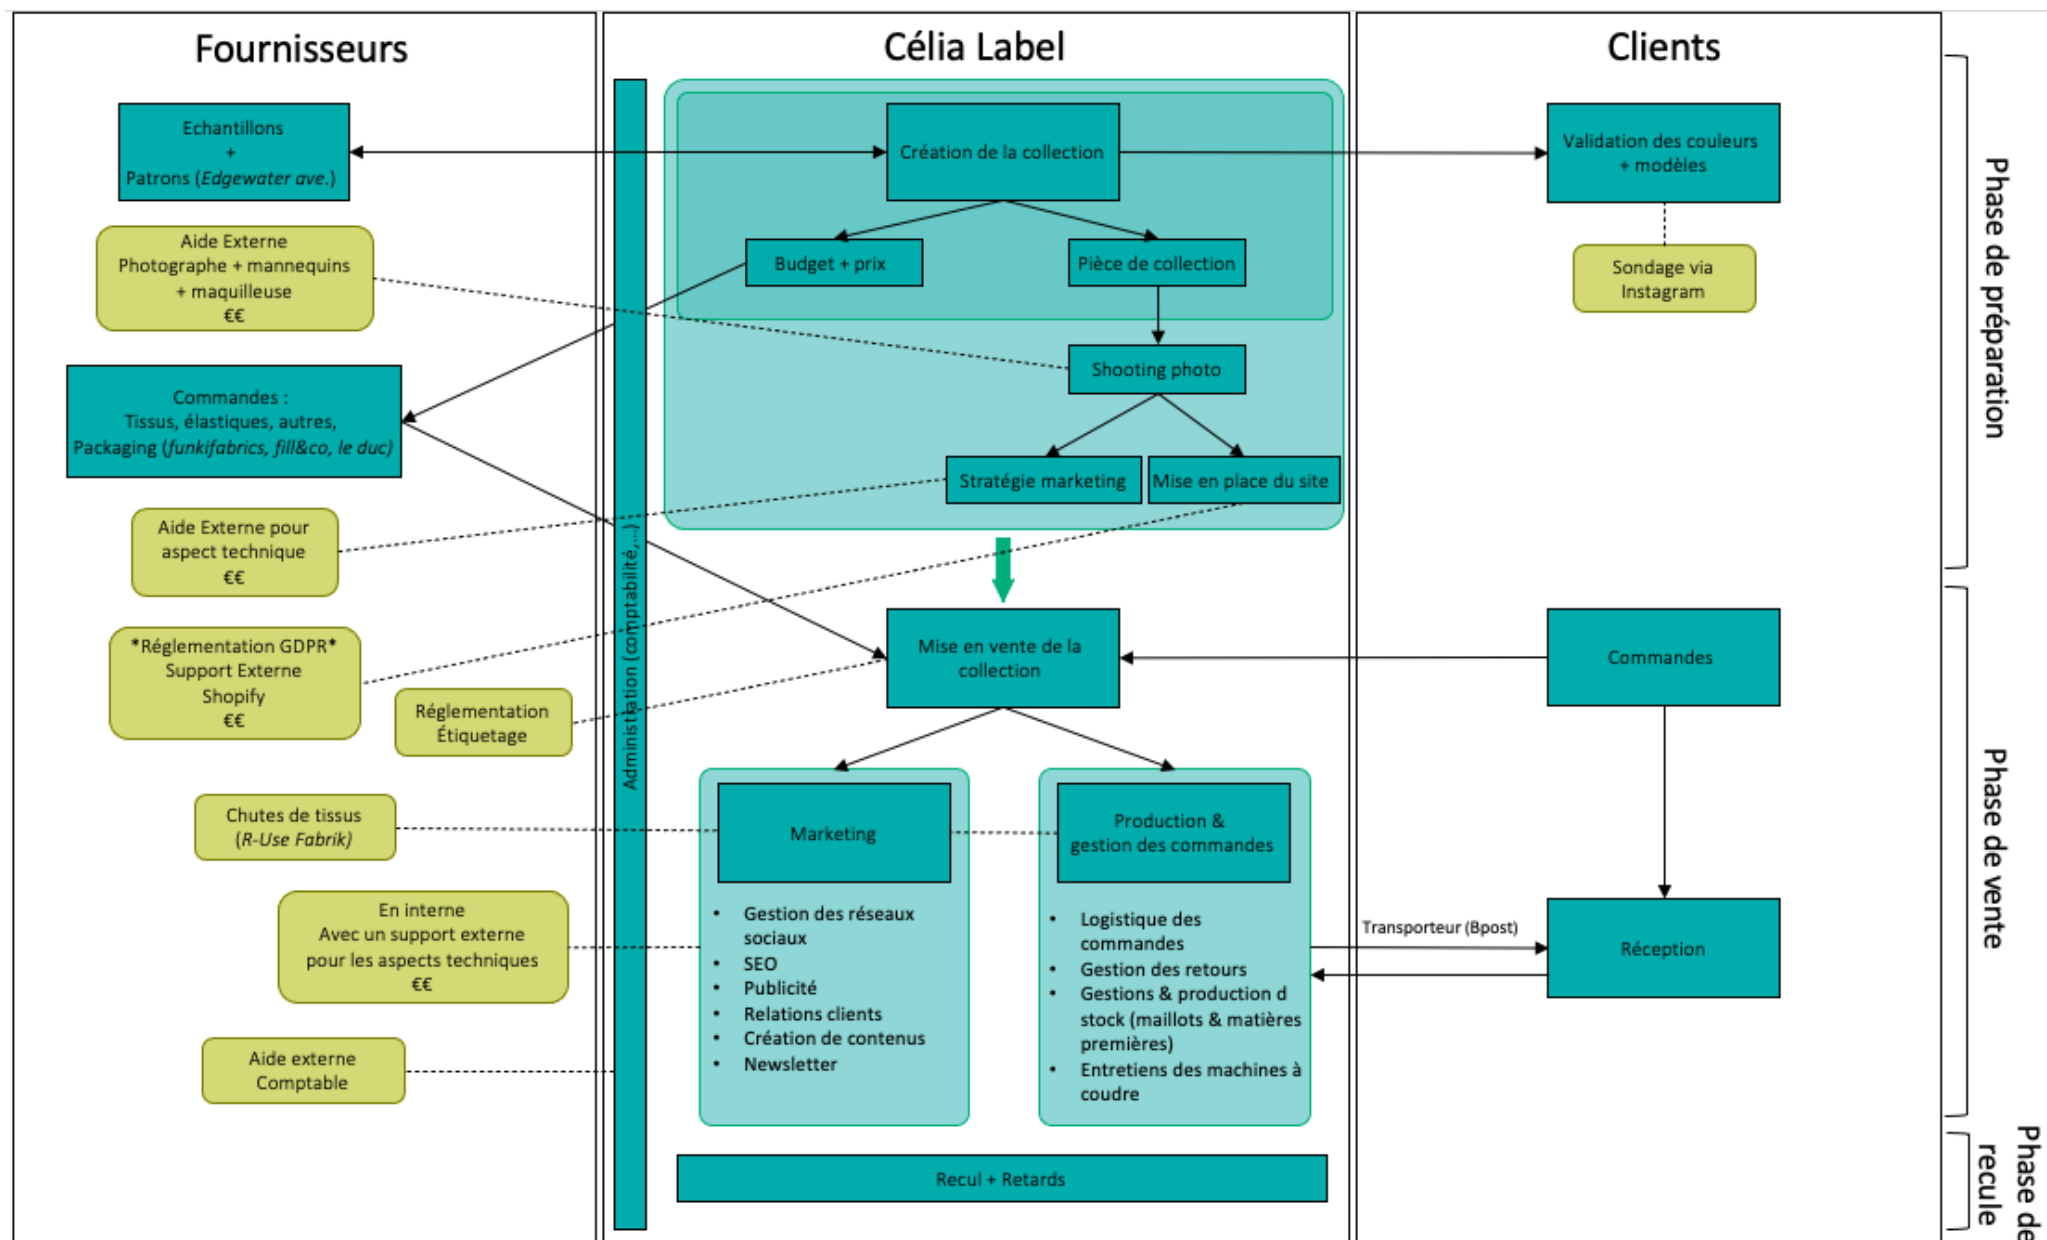 Fournisseurs
Echantillons
+
Patrons (Edgewater ave.)
Aide Externe
Photographe + mannequins
+ maquilleuse
€€
Commandes :
Tissus, élastiques, autres,
Packaging (funkifabrics, fill&co, le duc)
Aide Externe pour
aspect technique
€€
*Réglementation GDPR*
Support Externe
Shopify
€€
Réglementation
Étiquetage
Chutes de tissus
(R-Use Fabrik)
En interne
Avec un support externe
pour les aspects techniques
€€
Aide externe
Comptable
Célia Label
Administration (comptabilité,...)
Création de la collection
Budget + prix
Pièce de collection
Shooting photo
Stratégie marketing
Mise en place du site
Mise en vente de la
collection
Marketing
• Gestion des réseaux
sociaux
• SEO
• Publicité
• Relations clients
• Création de contenus
• Newsletter
Production &
gestion des commandes
• Logistique des
commandes
• Gestion des retours
• Gestions & production d
stock (maillots & matières
premières)
• Entretiens des machines à
coudre
Recul + Retards
Clients
Validation des couleurs
+ modèles
Sondage via
Instagram
Commandes
Transporteur (Bpost)
Réception
Phase de préparation
Phase de vente
Phase de
recule